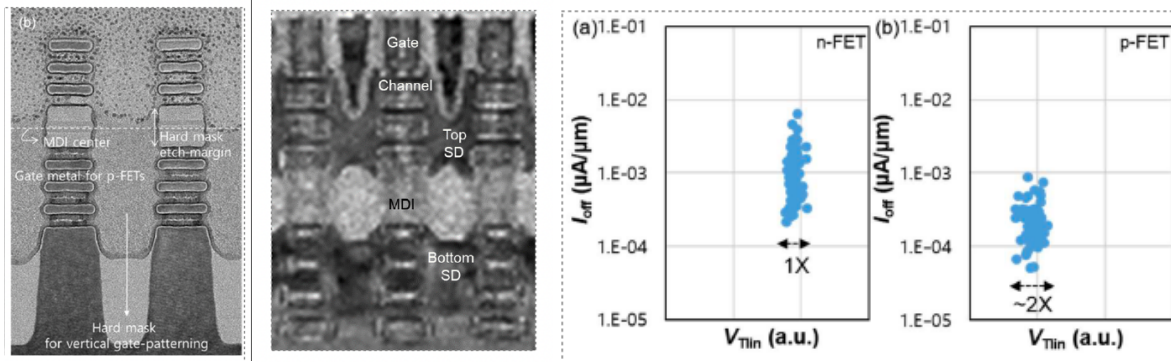 (b)
MDI center
Hard mask
etch-margin
Gate metal for p-FETs
Hard mask
for vertical gate-patterning
Gate
Channel
Top
SD
MDI
Bottom
SD
(a)
n-FET
1.E-01
1.E-02
1.E-03
1.E-04
1.E-05
Ioff (μA/μm)
1X
VTlin (a.u.)
(b)
p-FET
1.E-01
1.E-02
1.E-03
1.E-04
1.E-05
Ioff (μA/μm)
~2X
VTlin (a.u.)